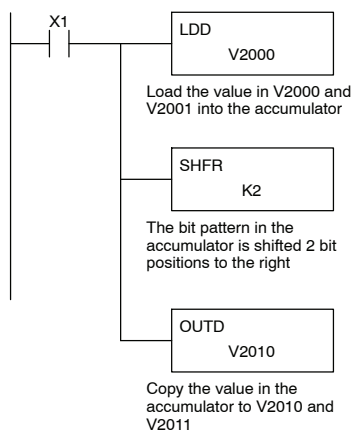 X1
LDD
V2000
Load the value in V2000 and
V2001 into the accumulator
SHFR
K2
The bit pattern in the
accumulator is shifted 2 bit
positions to the right
OUTD
V2010
Copy the value in the
accumulator to V2010 and
V2011